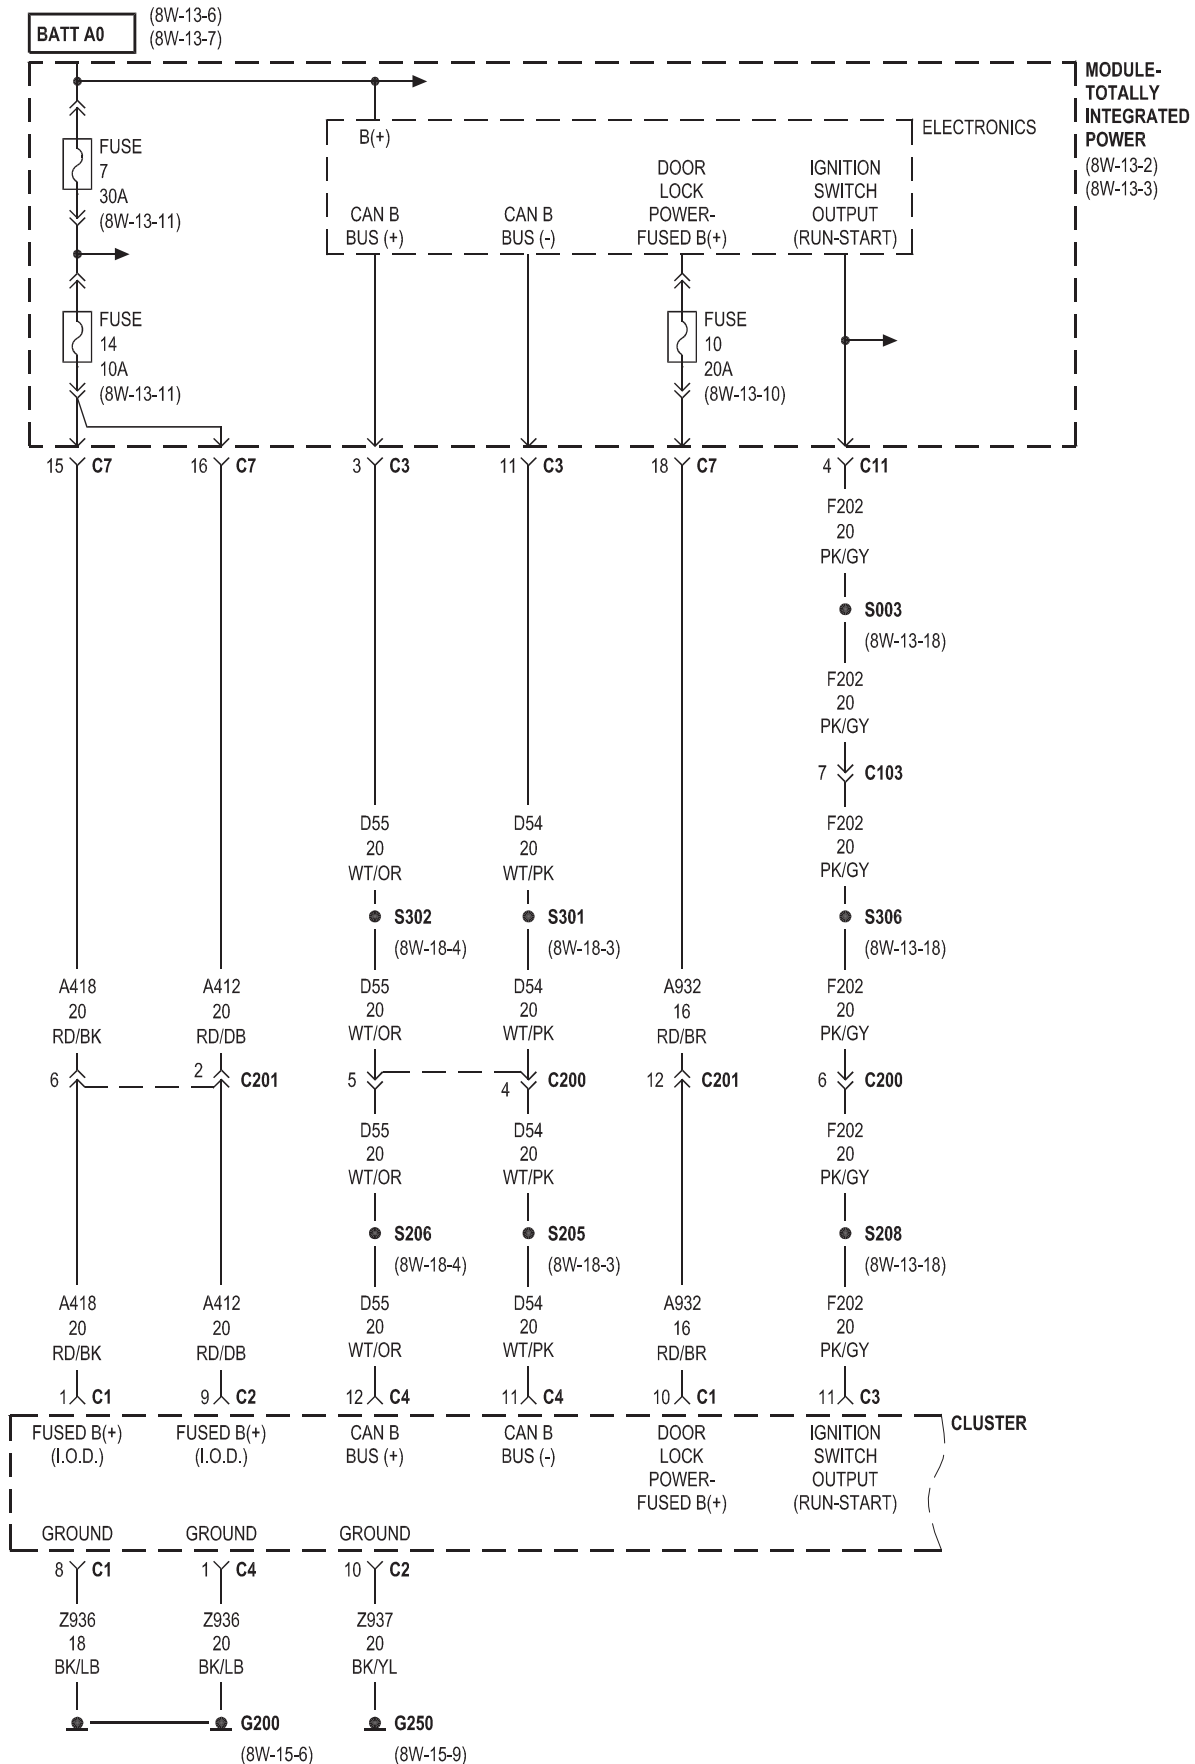 BATT A0
(8W-13-6)
(8W-13-7)
MODULE-
TOTALLY
INTEGRATED
POWER
(8W-13-2)
(8W-13-3)
ELECTRONICS
B(+)
FUSE
7
30A
(8W-13-11)
CAN B
BUS (+)
CAN B
BUS (-)
DOOR
LOCK
POWER-
FUSED B(+)
IGNITION
SWITCH
OUTPUT
(RUN-START)
FUSE
14
10A
(8W-13-11)
FUSE
10
20A
(8W-13-10)
15 C7
16 C7
3 C3
11 C3
18 C7
4 C11
F202
20
PK/GY
S003
(8W-13-18)
F202
20
PK/GY
7 C103
D55
20
WT/OR
D54
20
WT/PK
F202
20
PK/GY
S302
(8W-18-4)
S301
(8W-18-3)
S306
(8W-13-18)
A418
20
RD/BK
A412
20
RD/DB
D55
20
WT/OR
D54
20
WT/PK
A932
16
RD/BR
F202
20
PK/GY
6
2 C201
5
4 C200
12 C201
6 C200
D55
20
WT/OR
D54
20
WT/PK
F202
20
PK/GY
S206
(8W-18-4)
S205
(8W-18-3)
S208
(8W-13-18)
A418
20
RD/BK
A412
20
RD/DB
D55
20
WT/OR
D54
20
WT/PK
A932
16
RD/BR
F202
20
PK/GY
1 C1
9 C2
12 C4
11 C4
10 C1
11 C3
CLUSTER
FUSED B(+)
(I.O.D.)
FUSED B(+)
(I.O.D.)
CAN B
BUS (+)
CAN B
BUS (-)
DOOR
LOCK
POWER-
FUSED B(+)
IGNITION
SWITCH
OUTPUT
(RUN-START)
GROUND
GROUND
GROUND
8 C1
1 C4
10 C2
Z936
18
BK/LB
Z936
20
BK/LB
Z937
20
BK/YL
G200
(8W-15-6)
G250
(8W-15-9)